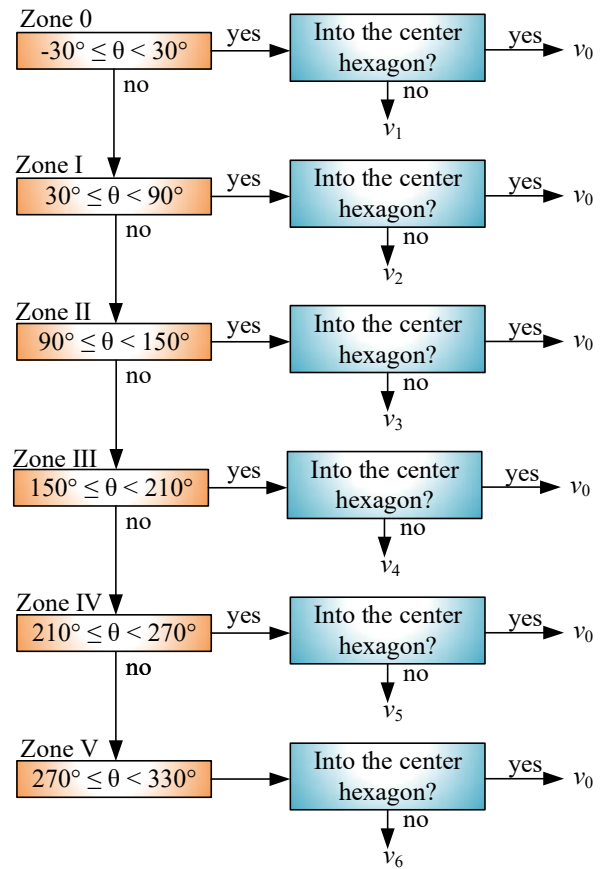 Zone 0
-30° ≤ θ < 30°
yes
Into the center
hexagon?
yes
v₀
no
no
v₁
Zone I
30° ≤ θ < 90°
yes
Into the center
hexagon?
yes
v₀
no
no
v₂
Zone II
90° ≤ θ < 150°
yes
Into the center
hexagon?
yes
v₀
no
no
v₃
Zone III
150° ≤ θ < 210°
yes
Into the center
hexagon?
yes
v₀
no
no
v₄
Zone IV
210° ≤ θ < 270°
yes
Into the center
hexagon?
yes
v₀
no
no
v₅
Zone V
270° ≤ θ < 330°
Into the center
hexagon?
yes
v₀
no
v₆